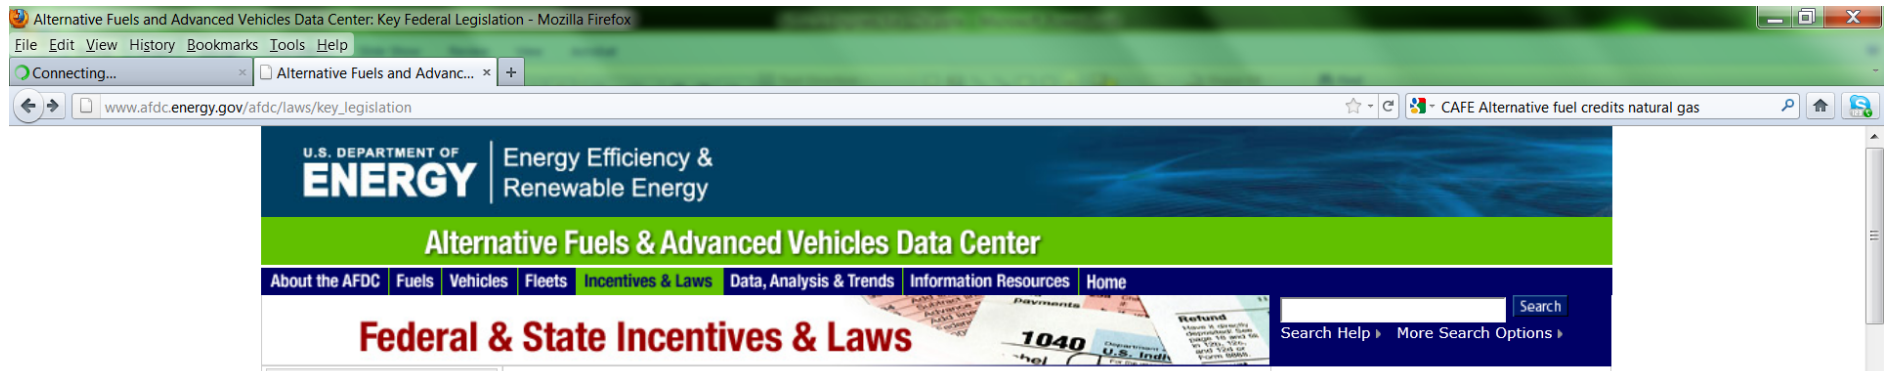 Alternative Fuels and Advanced Vehicles Data Center: Key Federal Legislation - Mozilla Firefox
File Edit View History Bookmarks Tools Help
Connecting... × Alternative Fuels and Advanc... × +
www.afdc.energy.gov/afdc/laws/key_legislation CAFE Alternative fuel credits natural gas
U.S. DEPARTMENT OF
ENERGY
Energy Efficiency &
Renewable Energy
Alternative Fuels & Advanced Vehicles Data Center
About the AFDC Fuels Vehicles Fleets Incentives & Laws Data, Analysis & Trends Information Resources Home
Federal & State Incentives & Laws
payments
1040
U.S. Indi
Refund
Search
Search Help More Search Options